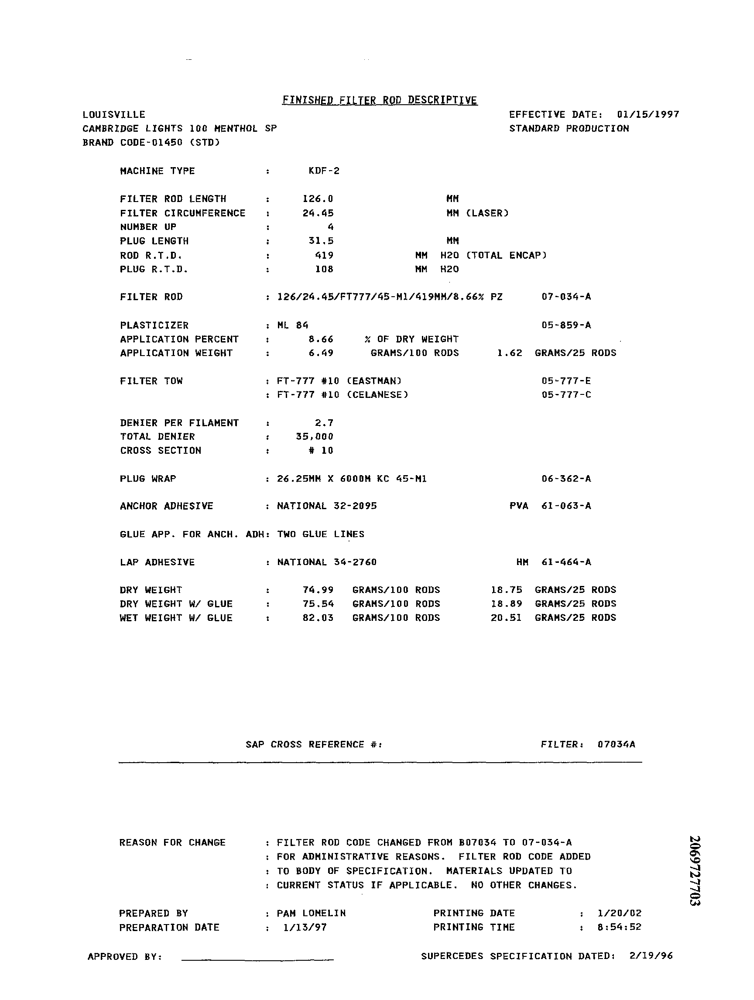 FINISHED FILTER ROD DESCRIPTIVE
LOUISVILLE EFFECTIVE DATE: 01/15/1997
CAMBRIDGE LIGHTS 100 MENTHOL SP STANDARD PRODUCTION
BRAND CODE-01450 (STD)
MACHINE TYPE : KDF-2
FILTER ROD LENGTH : 126.0 MM
FILTER CIRCUMFERENCE : 24.45 MM (LASER)
NUMBER UP : 4
PLUG LENGTH : 31.5 MM
ROD R.T.D. : 419 MM H2O (TOTAL ENCAP)
PLUG R.T.D. : 108 MM H2O
FILTER ROD : 126/24.45/FT777/45-M1/419MM/8.66% PZ 07-034-A
PLASTICIZER : ML 84 05-859-A
APPLICATION PERCENT : 8.66 % OF DRY WEIGHT
APPLICATION WEIGHT : 6.49 GRAMS/100 RODS 1.62 GRAMS/25 RODS
FILTER TOW : FT-777 #10 (EASTMAN) 05-777-E
: FT-777 #10 (CELANESE) 05-777-C
DENIER PER FILAMENT : 2.7
TOTAL DENIER : 35,000
CROSS SECTION : # 10
PLUG WRAP : 26.25MM X 6000M KC 45-M1 06-362-A
ANCHOR ADHESIVE : NATIONAL 32-2095 PVA 61-063-A
GLUE APP. FOR ANCH. ADH: TWO GLUE LINES
LAP ADHESIVE : NATIONAL 34-2760 HM 61-464-A
DRY WEIGHT : 74.99 GRAMS/100 RODS 18.75 GRAMS/25 RODS
DRY WEIGHT W/ GLUE : 75.54 GRAMS/100 RODS 18.89 GRAMS/25 RODS
WET WEIGHT W/ GLUE : 82.03 GRAMS/100 RODS 20.51 GRAMS/25 RODS
SAP CROSS REFERENCE #: FILTER: 07034A
REASON FOR CHANGE : FILTER ROD CODE CHANGED FROM B07034 TO 07-034-A
: FOR ADMINISTRATIVE REASONS. FILTER ROD CODE ADDED
: TO BODY OF SPECIFICATION. MATERIALS UPDATED TO
: CURRENT STATUS IF APPLICABLE. NO OTHER CHANGES.
2069727703
PREPARED BY : PAM LOMELIN PRINTING DATE : 1/20/02
PREPARATION DATE : 1/13/97 PRINTING TIME : 8:54:52
APPROVED BY: SUPERCEDES SPECIFICATION DATED: 2/19/96